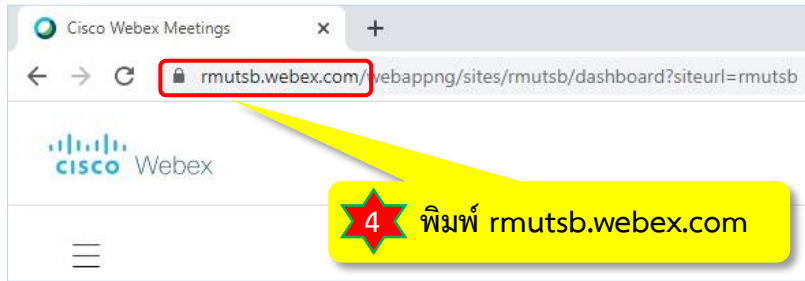 Cisco Webex Meetings
rmutsb.webex.com/webappng/sites/rmutsb/dashboard?siteurl=rmutsb
cisco Webex
4 พิมพ์ rmutsb.webex.com